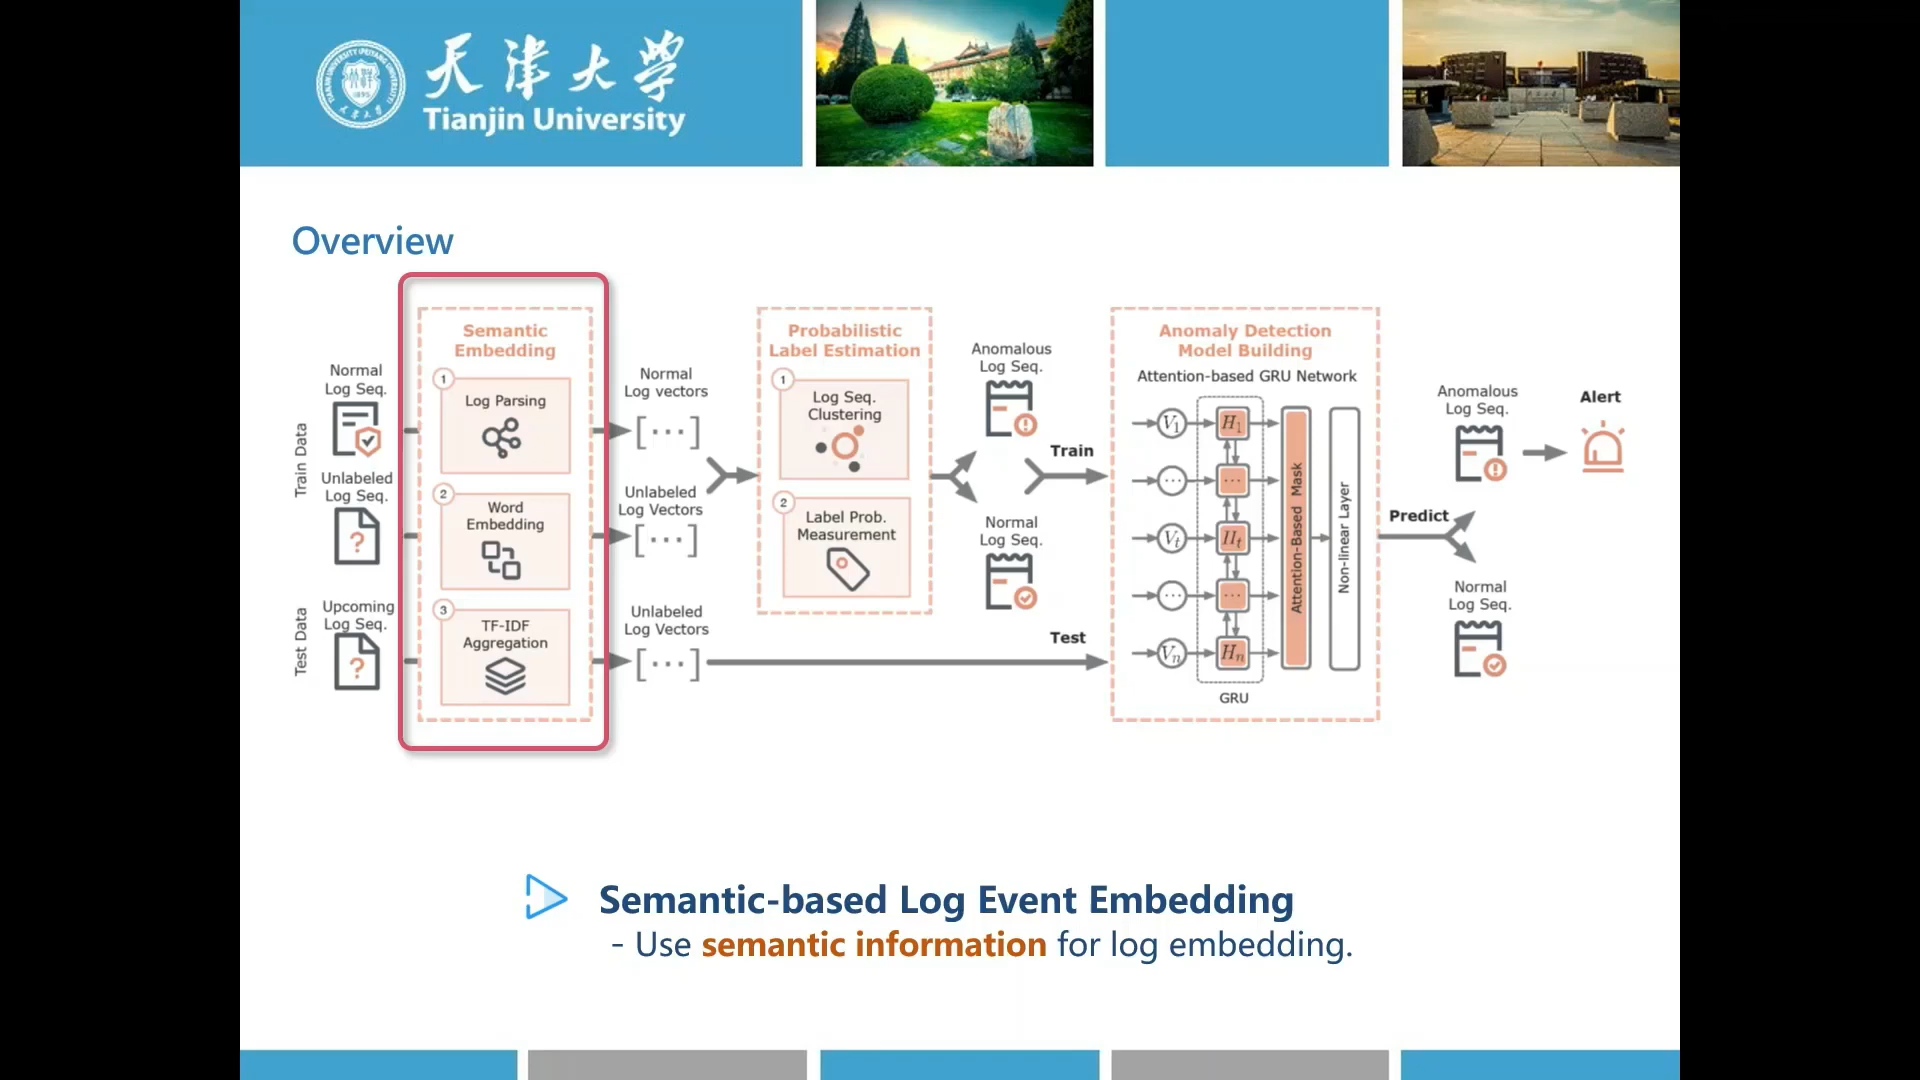 天津大学
Tianjin University
TIANJIN UNIVERSITY (PEIYANG UNIVERSITY)
1895
Overview
Train Data
Test Data
Normal
Log Seq.
Unlabeled
Log Seq.
?
Upcoming
Log Seq.
?
Semantic
Embedding
1
Log Parsing
2
Word
Embedding
3
TF-IDF
Aggregation
Normal
Log vectors
[···]
Unlabeled
Log Vectors
[···]
Unlabeled
Log Vectors
[···]
Probabilistic
Label Estimation
1
Log Seq.
Clustering
2
Label Prob.
Measurement
Anomalous
Log Seq.
Normal
Log Seq.
Train
Test
Anomaly Detection
Model Building
Attention-based GRU Network
V1
H1
...
...
Vt
Ht
...
...
Vn
Hn
GRU
Attention-Based Mask
Non-linear Layer
Predict
Anomalous
Log Seq.
Alert
Normal
Log Seq.
Semantic-based Log Event Embedding
- Use semantic information for log embedding.